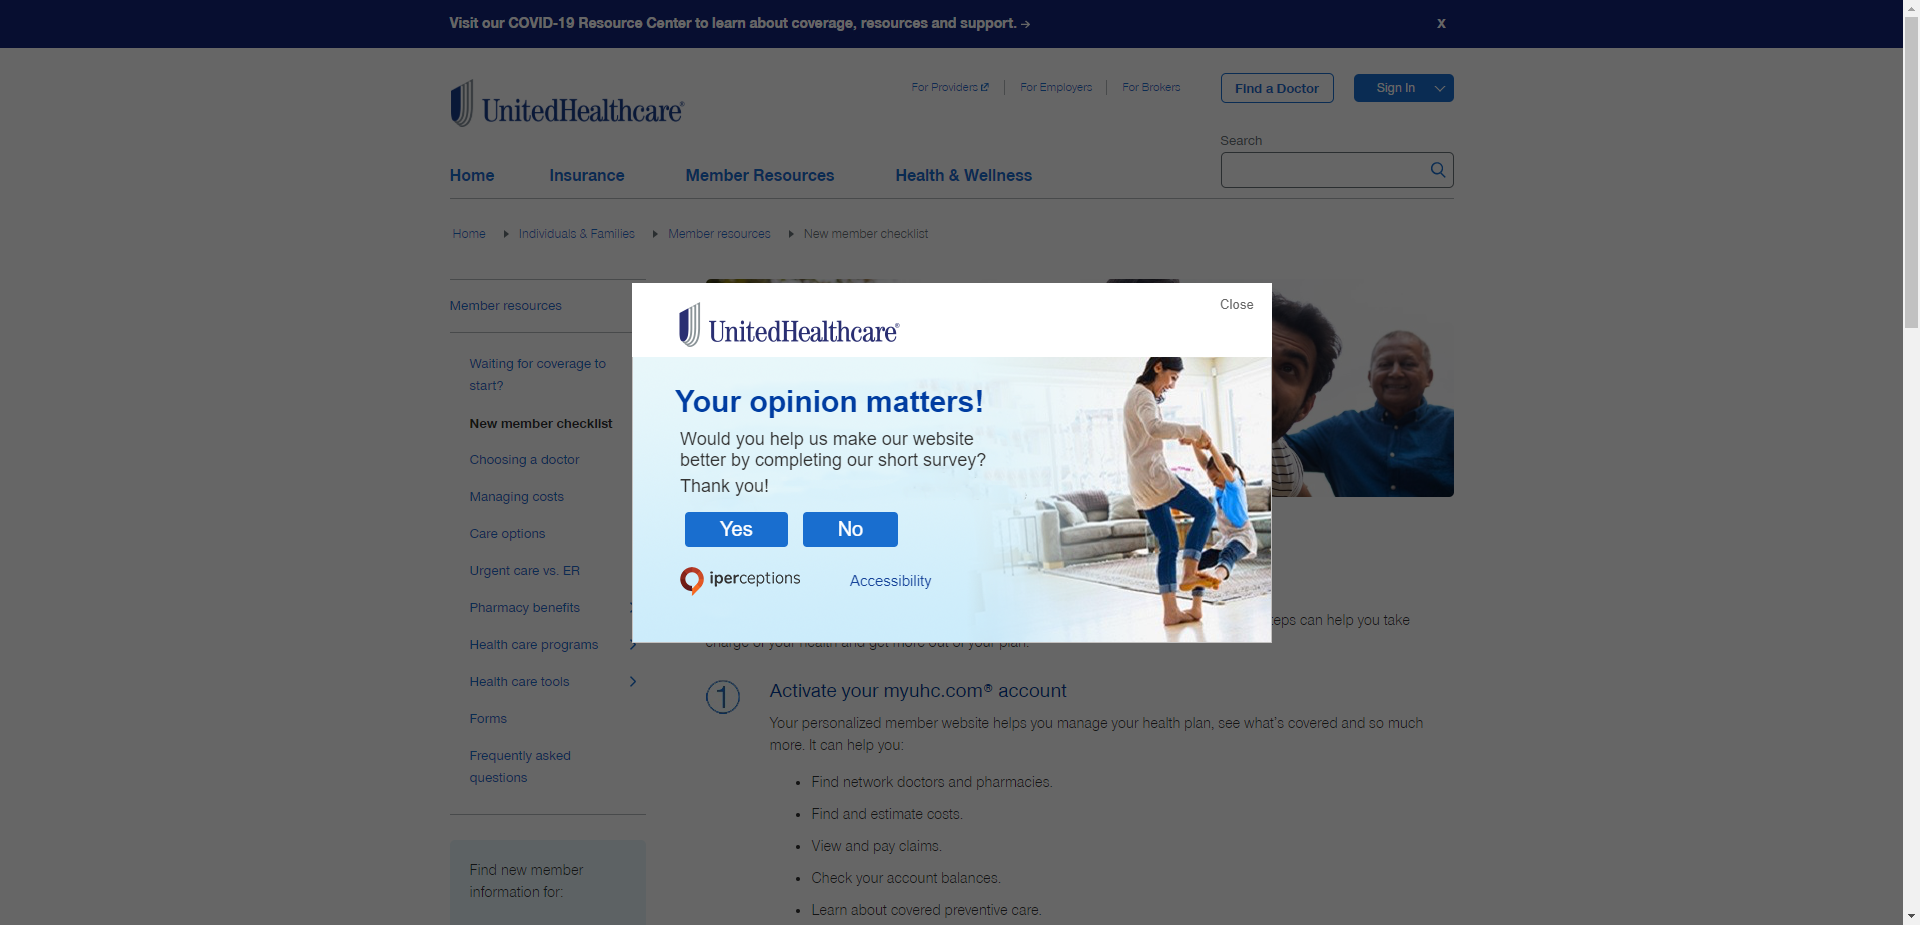 Visit our COVID-19 Resource Center to learn about coverage, resources and support. →
X
UnitedHealthcare®
For Providers
For Employers
For Brokers
Find a Doctor
Sign In
Search
Home
Insurance
Member Resources
Health & Wellness
Home
Individuals & Families
Member resources
New member checklist
Member resources
Waiting for coverage to
start?
New member checklist
Choosing a doctor
Managing costs
Care options
Urgent care vs. ER
Pharmacy benefits
Health care programs
Health care tools
Forms
Frequently asked
questions
Find new member
information for:
Close
UnitedHealthcare®
Your opinion matters!
Would you help us make our website
better by completing our short survey?
Thank you!
Yes
No
iperceptions
Accessibility
can help you take
charge of your health and get more out of your plan.
1
Activate your myuhc.com® account
Your personalized member website helps you manage your health plan, see what's covered and so much
more. It can help you:
• Find network doctors and pharmacies.
• Find and estimate costs.
• View and pay claims.
• Check your account balances.
• Learn about covered preventive care.